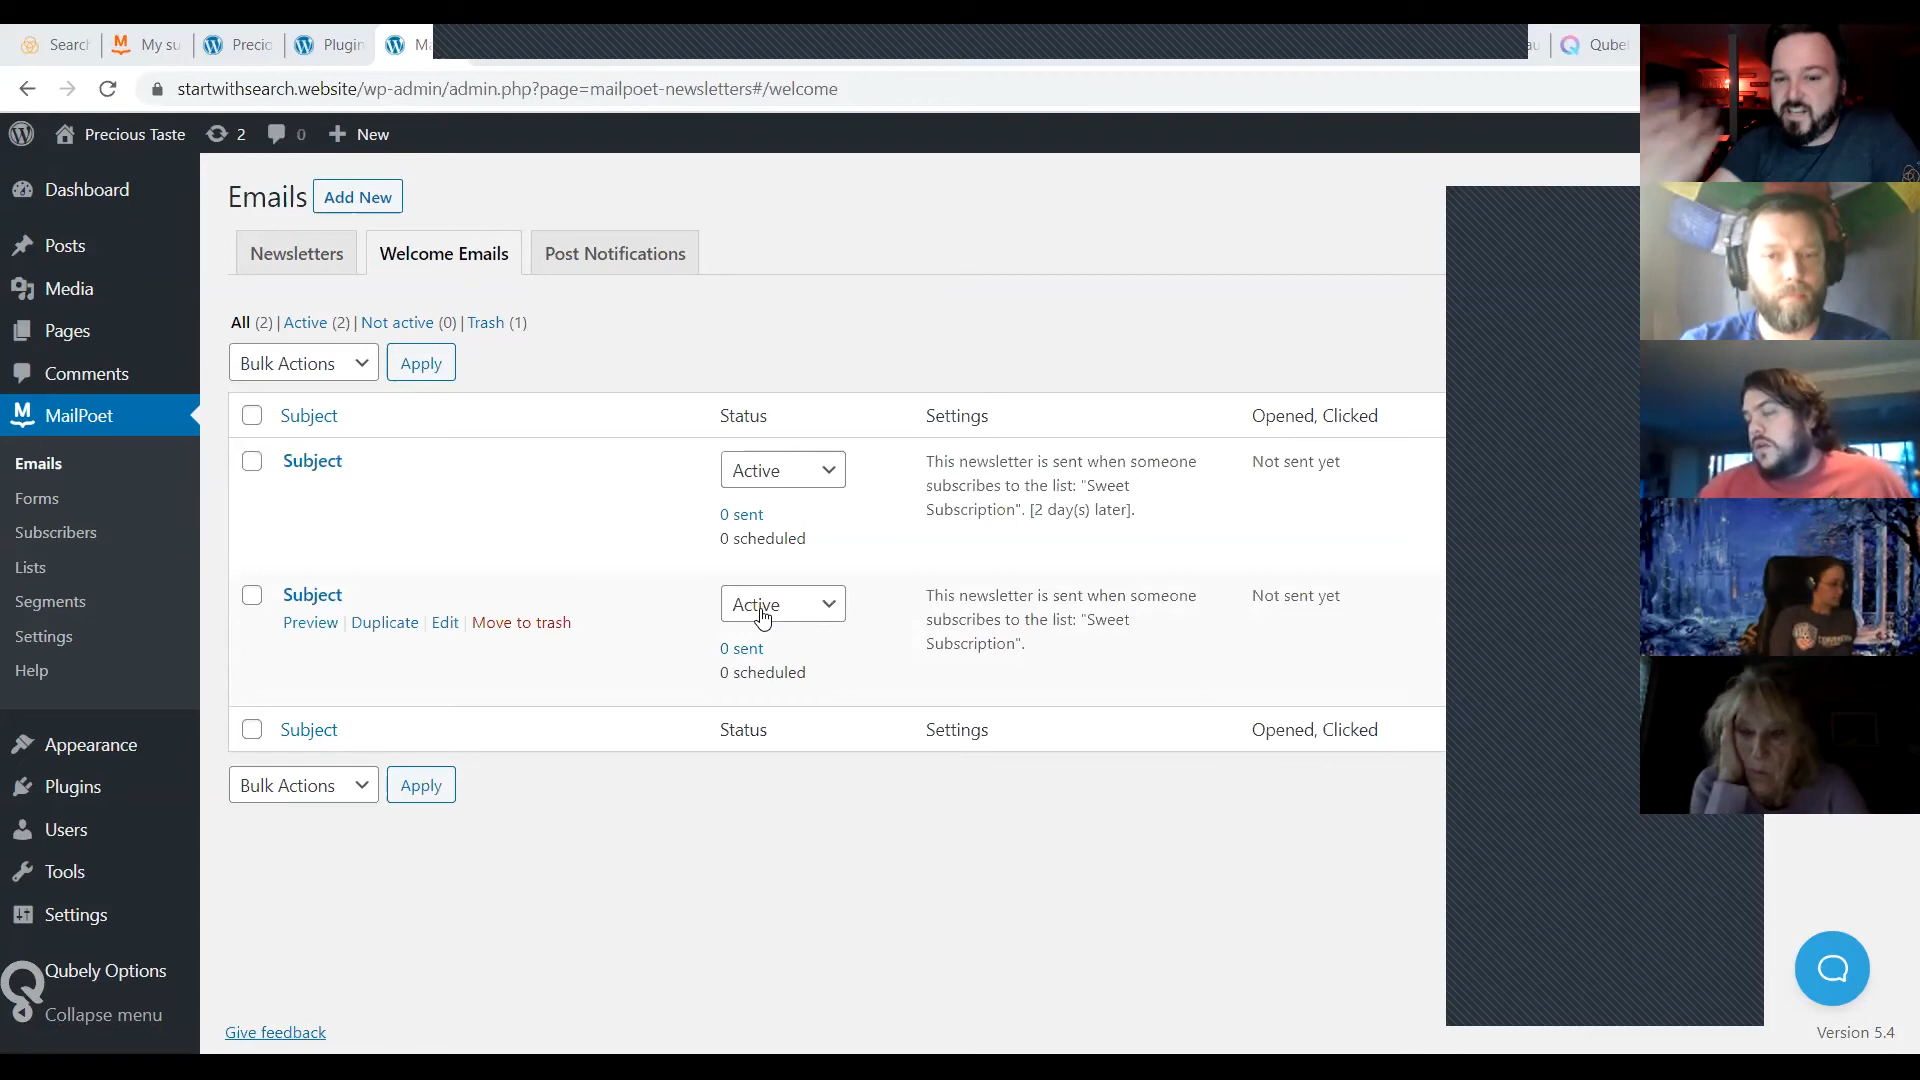 Search
My su
Precio
Plugin
Ma
au
Qube
startwithsearch.website/wp-admin/admin.php?page=mailpoet-newsletters#/welcome
Precious Taste
2
0
New
Dashboard
Posts
Media
Pages
Comments
MailPoet
Emails
Forms
Subscribers
Lists
Segments
Settings
Help
Appearance
Plugins
Users
Tools
Settings
Qubely Options
Collapse menu
Emails Add New
Newsletters Welcome Emails Post Notifications
All (2) | Active (2) | Not active (0) | Trash (1)
Bulk Actions Apply
Subject Status Settings Opened, Clicked
Subject Active This newsletter is sent when someone Not sent yet
subscribes to the list: "Sweet
Subscription". [2 day(s) later].
0 sent
0 scheduled
Subject Active This newsletter is sent when someone Not sent yet
Preview | Duplicate | Edit | Move to trash subscribes to the list: "Sweet
Subscription".
0 sent
0 scheduled
Subject Status Settings Opened, Clicked
Bulk Actions Apply
Give feedback
Version 5.4